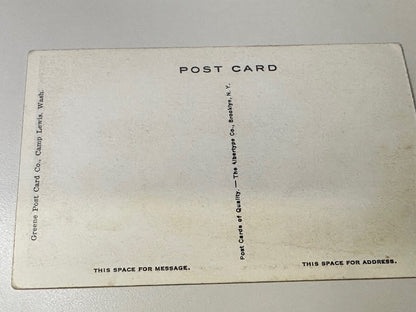 POST CARD
Greene Post Card Co., Camp Lewis, Wash.
Post Cards of Quality. — The Albertype Co., Brooklyn, N. Y.
THIS SPACE FOR MESSAGE.
THIS SPACE FOR ADDRESS.